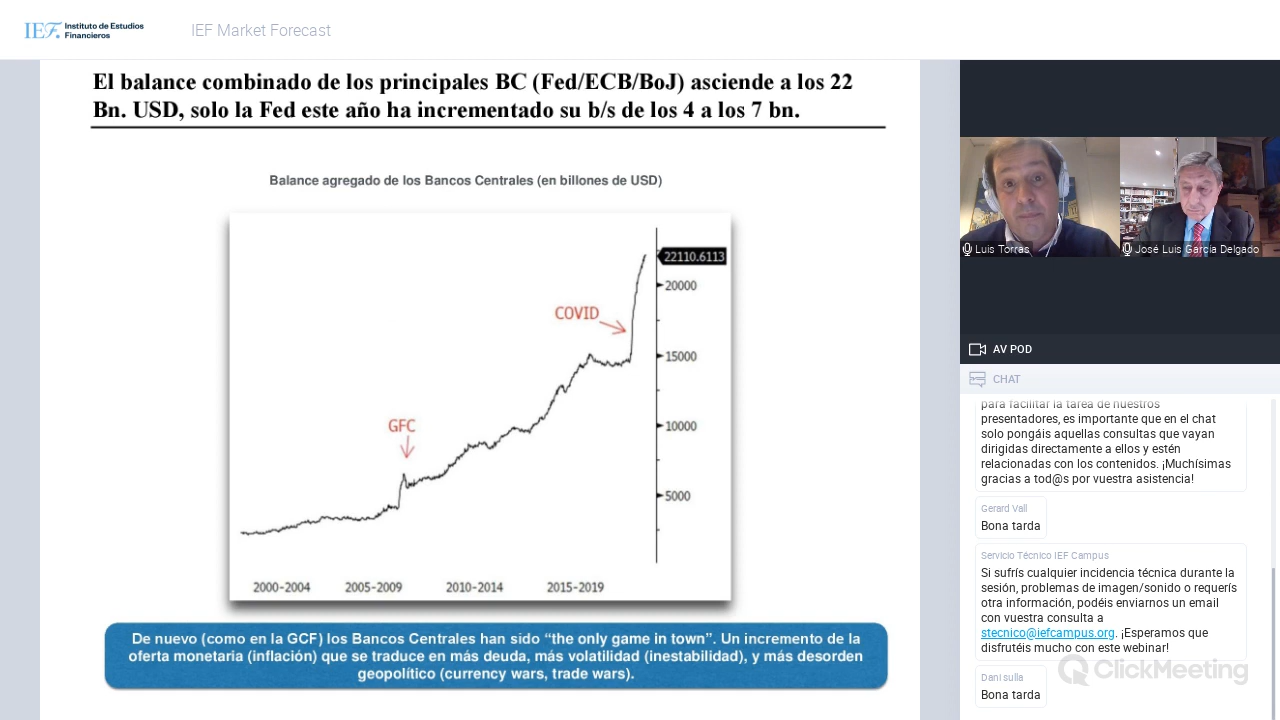 IEF. Instituto de Estudios
Financieros
IEF Market Forecast
El balance combinado de los principales BC (Fed/ECB/BoJ) asciende a los 22
Bn. USD, solo la Fed este año ha incrementado su b/s de los 4 a los 7 bn.
Balance agregado de los Bancos Centrales (en billones de USD)
22110.6113
20000
COVID
15000
GFC
10000
5000
2000-2004 2005-2009 2010-2014 2015-2019
De nuevo (como en la GCF) los Bancos Centrales han sido “the only game in town”. Un incremento de la
oferta monetaria (inflación) que se traduce en más deuda, más volatilidad (inestabilidad), y más desorden
geopolítico (currency wars, trade wars).
Luis Torras
José Luis García Delgado
AV POD
CHAT
para facilitar la tarea de nuestros
presentadores, es importante que en el chat
solo pongáis aquellas consultas que vayan
dirigidas directamente a ellos y estén
relacionadas con los contenidos. ¡Muchísimas
gracias a tod@s por vuestra asistencia!
Gerard Vall
Bona tarda
Servicio Técnico IEF Campus
Si sufrís cualquier incidencia técnica durante la
sesión, problemas de imagen/sonido o requerís
otra información, podéis enviarnos un email
con vuestra consulta a
stecnico@iefcampus.org. ¡Esperamos que
disfrutéis mucho con este webinar!
ClickMeeting
Dani sulla
Bona tarda